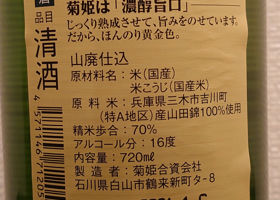 菊姫は「濃醇旨口」
じっくり熟成させて、旨みをのせています。
だから、ほんのり黄金色。
山廃仕込
原材料名：米（国産）
米こうじ（国産米）
原料米：兵庫県三木市吉川町
（特A地区）産山田錦100%使用
精米歩合：70%
アルコール分：16度
内容量：720mℓ
製造者：菊姫合資会社
石川県白山市鶴来新町タ-8
酒
品目
清酒
4571146712057